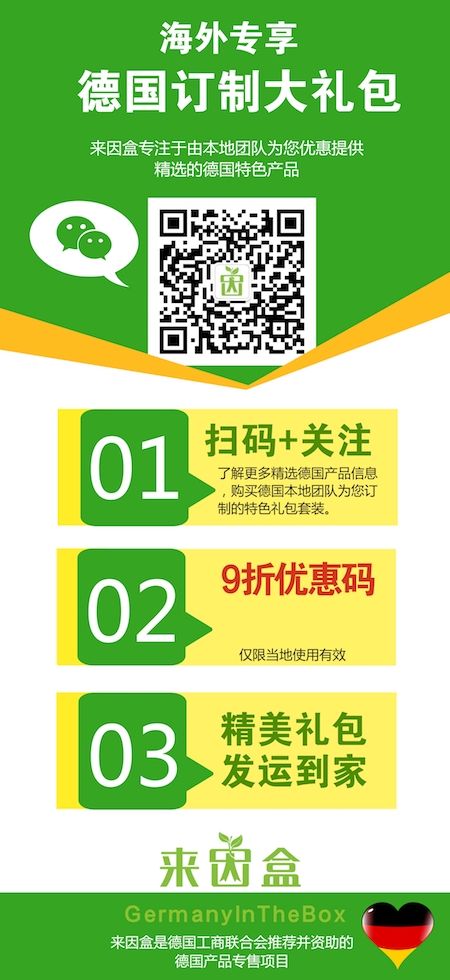 海外专享
德国订制大礼包
来因盒专注于由本地团队为您优惠提供
精选的德国特色产品
因
01
扫码+关注
了解更多精选德国产品信息
，购买德国本地团队为您订
制的特色礼包套装。
02
9折优惠码
仅限当地使用有效
03
精美礼包
发运到家
来因盒
GermanyInTheBox
来因盒是德国工商联合会推荐并资助的
德国产品专售项目